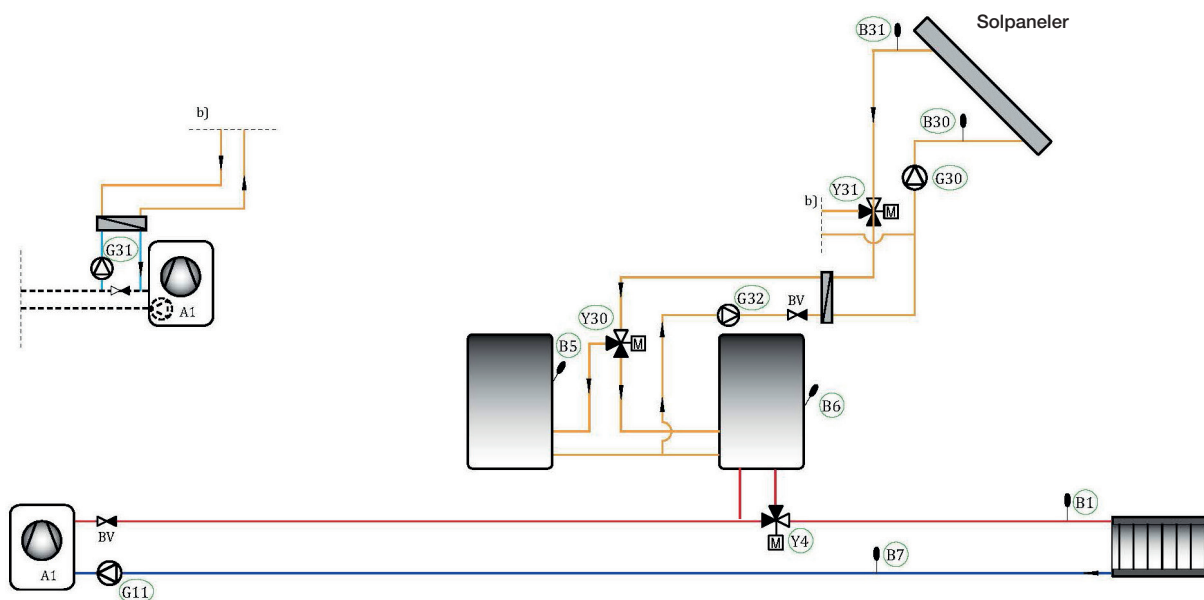 Solpaneler
B31
B30
b)
Y31
G30
b)
M
G31
G32
BV
Y30
A1
B5
M
B6
B1
BV
Y4
M
B7
A1
G11